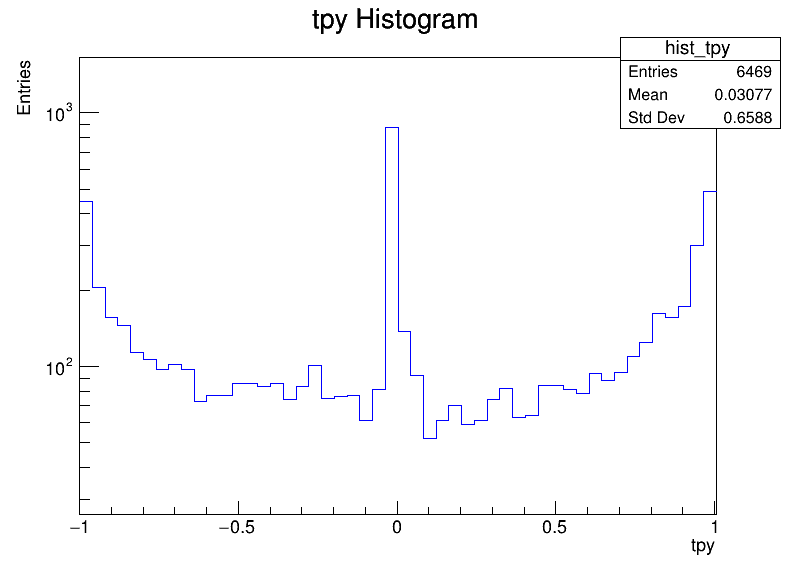 tpy Histogram
hist_tpy
Entries 6469
Mean 0.03077
Std Dev 0.6588
Entries
10³
10²
−1 −0.5 0 0.5 1
tpy